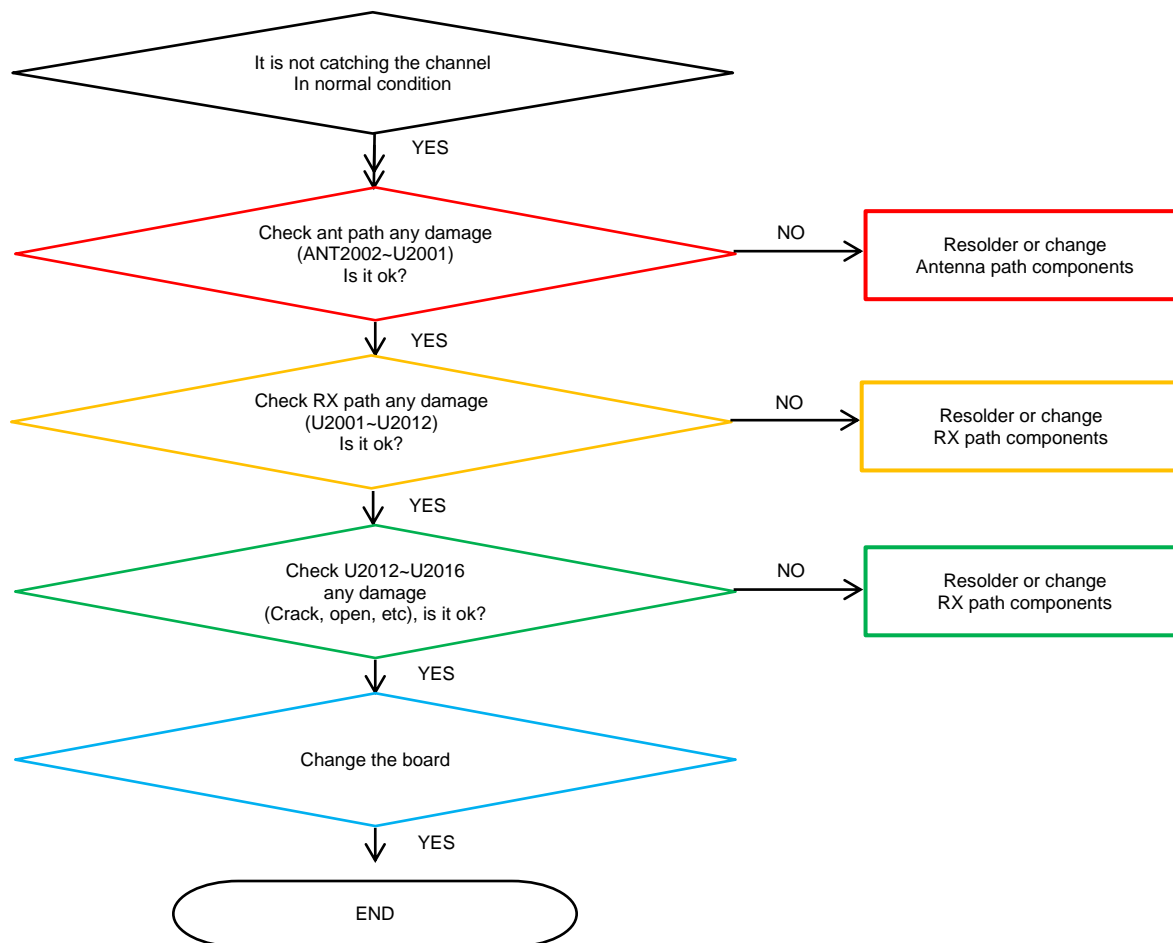 It is not catching the channel
In normal condition
YES
Check ant path any damage
(ANT2002~U2001)
Is it ok?
NO
Resolder or change
Antenna path components
YES
Check RX path any damage
(U2001~U2012)
Is it ok?
NO
Resolder or change
RX path components
YES
Check U2012~U2016
any damage
(Crack, open, etc), is it ok?
NO
Resolder or change
RX path components
YES
Change the board
YES
END